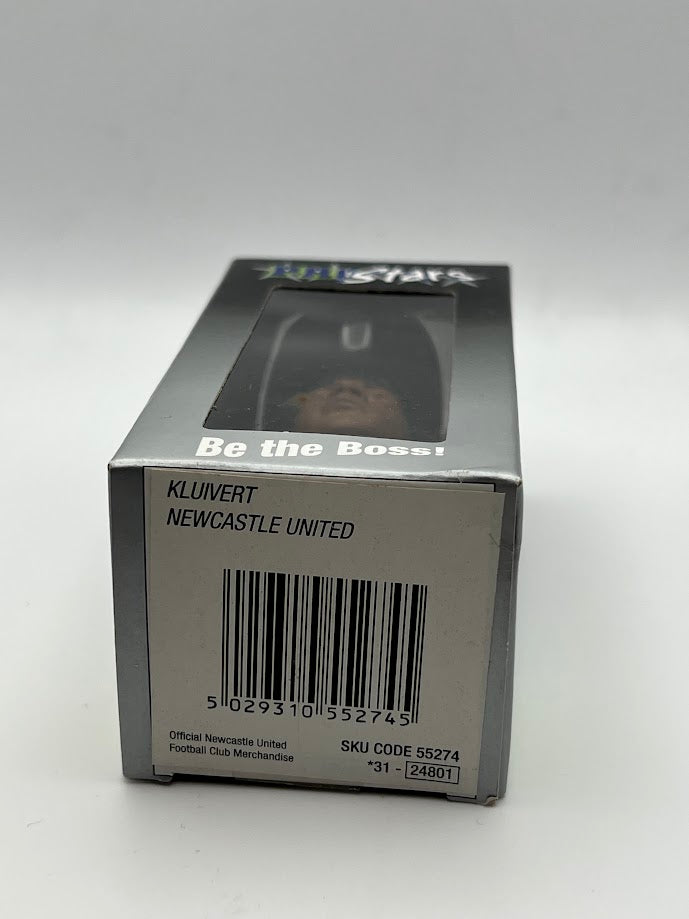 Stars
Be the Boss!
KLUIVERT
NEWCASTLE UNITED
5 029310 552745
Official Newcastle United
Football Club Merchandise
SKU CODE 55274
*31 - 24801